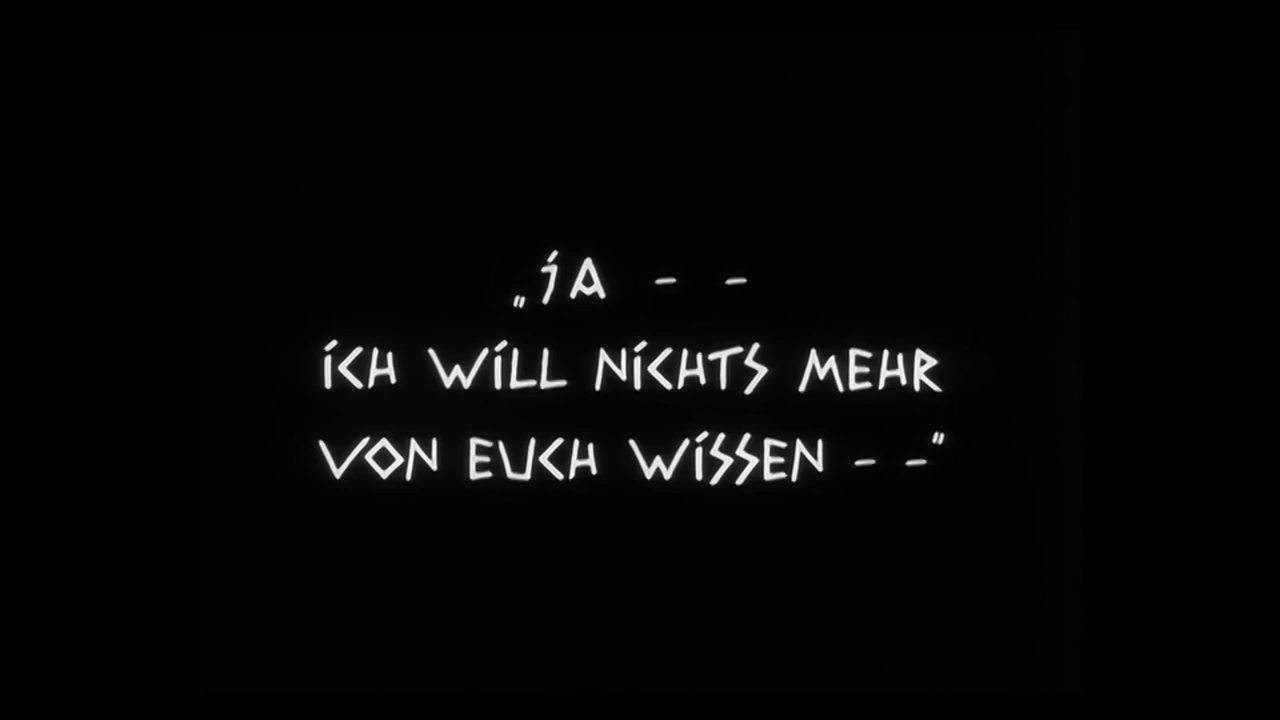 „JA - -
ICH WILL NICHTS MEHR
VON EUCH WISSEN - -"